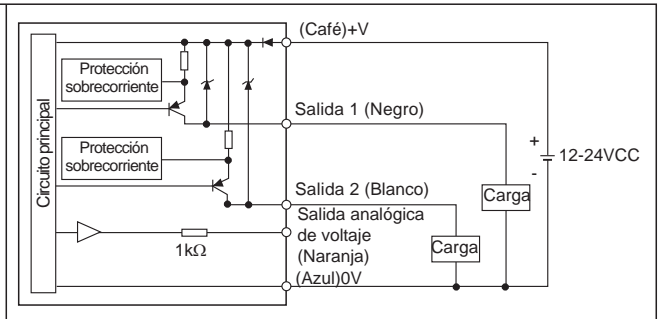 (Café)+V
Protección
sobrecorriente
Salida 1 (Negro)
Circuito principal
Protección
sobrecorriente
+
12-24VCC
-
Salida 2 (Blanco)
Carga
Salida analógica
de voltaje
(Naranja)
1kΩ
Carga
(Azul)0V